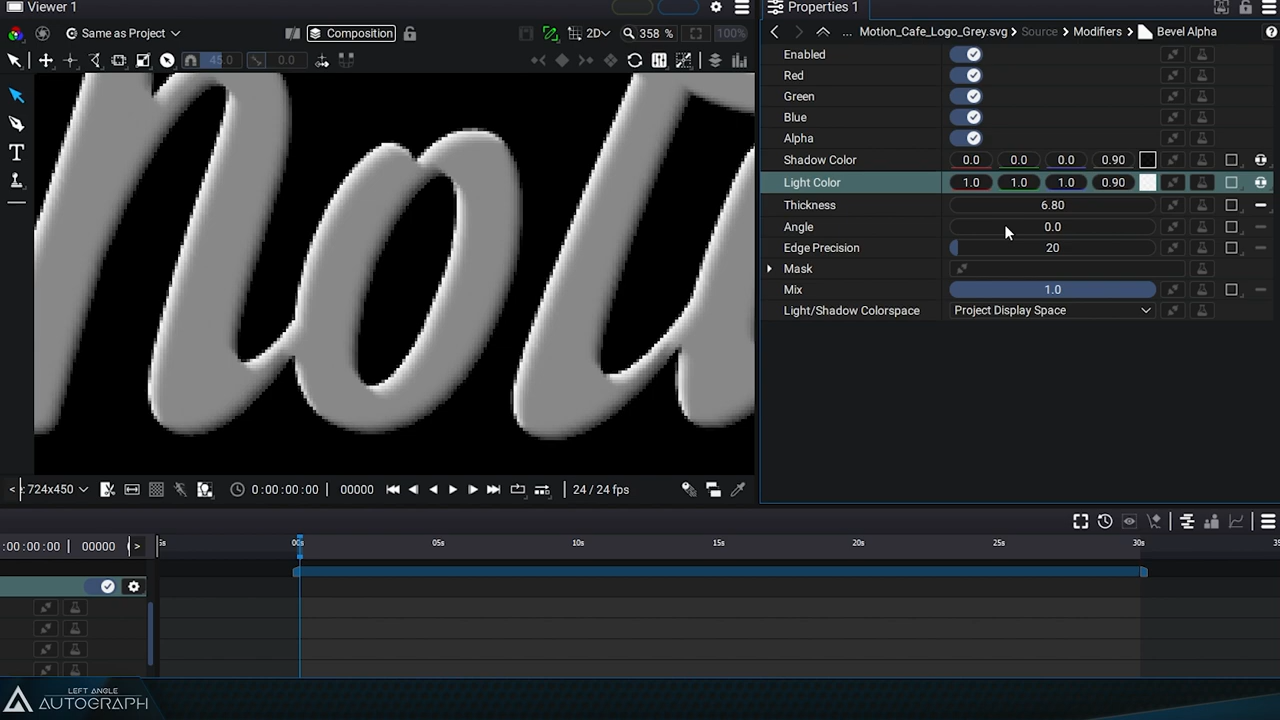 Viewer 1
Same as Project
Composition
2D
358 %
100%
45.0
0.0
T
mou
< 724x450
0:00:00:00
00000
24 / 24 fps
Properties 1
... Motion_Cafe_Logo_Grey.svg > Source > Modifiers > Bevel Alpha
Enabled
Red
Green
Blue
Alpha
Shadow Color 0.0 0.0 0.0 0.90
Light Color 1.0 1.0 1.0 0.90
Thickness 6.80
Angle 0.0
Edge Precision 20
Mask
Mix 1.0
Light/Shadow Colorspace Project Display Space
:00:00:00 00000 >
5s 00s 05s 10s 15s 20s 25s 30s 35
LEFT ANGLE
AUTOGRAPH